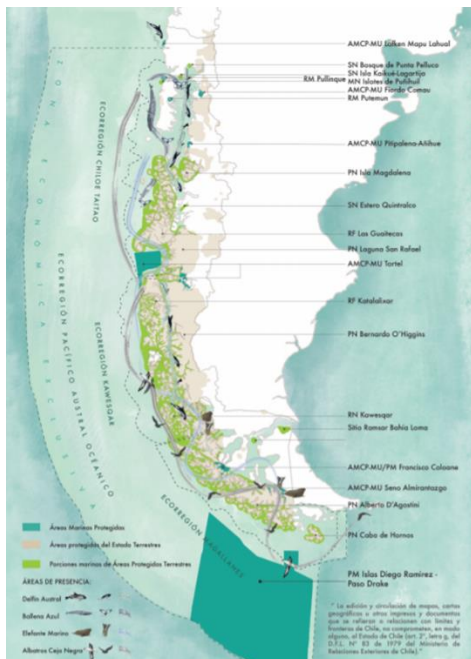 AMCP-MU Lafken Mapu Lahual
SN Bosque de Punta Pelluco
SN Isla Kaikué-Lagartija
RM Pullinque
MN Islotes de Puñihuil
AMCP-MU Fiordo Comau
RM Putemun
AMCP-MU Pitipalena-Añihue
PN Isla Magdalena
SN Estero Quintralco
RF Las Guaitecas
PN Laguna San Rafael
AMCP-MU Tortel
RF Katalalixar
PN Bernardo O'Higgins
RN Kawesqar
Sitio Ramsar Bahía Lomas
AMCP-MU/PM Francisco Coloane
AMCP-MU Seno Almirantazgo
PN Alberto D'Agostini
PN Cabo de Hornos
PM Islas Diego Ramírez -
Paso Drake
ZONA ECONÓMICA EXCLUSIVA
ECORREGIÓN CHILOE TAITAO
ECORREGIÓN PACÍFICO AUSTRAL OCEÁNICO
ECORREGIÓN KAWESQAR
ECORREGIÓN MAGALLANES
Áreas Marinas Protegidas
Áreas protegidas del Estado Terrestres
Porciones marinas de Áreas Protegidas Terrestres
ÁREAS DE PRESENCIA:
Delfín Austral
Ballena Azul
Elefante Marino
Albatros Ceja Negra
" La edición y circulación de mapas, cartas
geográficas u otros impresos y documentos
que se refieran o relacionen con límites y
fronteras de Chile, no comprometen, en modo
alguno, al Estado de Chile (art. 2°, letra g, del
D.F.L. N° 83 de 1979 del Ministerio de
Relaciones Exteriores de Chile)."